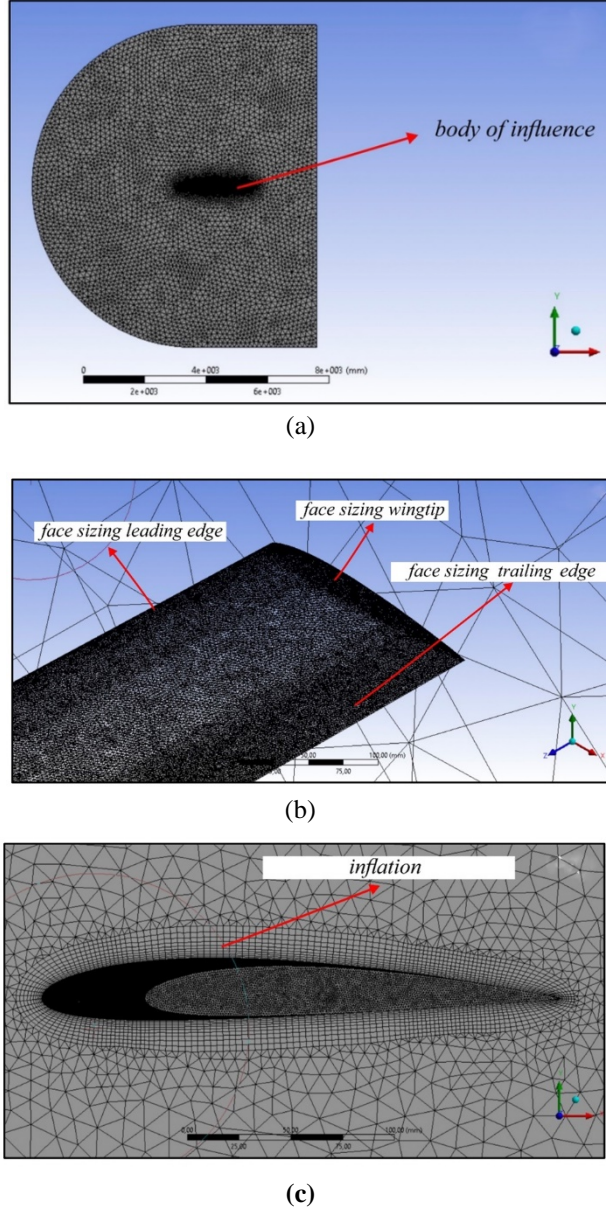 body of influence
Y
0
4e+003
8e+003 (mm)
2e+003
6e+003
(a)
face sizing leading edge
face sizing wingtip
face sizing trailing edge
Y
Z
X
50,00
100,00 (mm)
75,00
(b)
inflation
0,00
50,00
100,00 (mm)
25,00
75,00
(c)